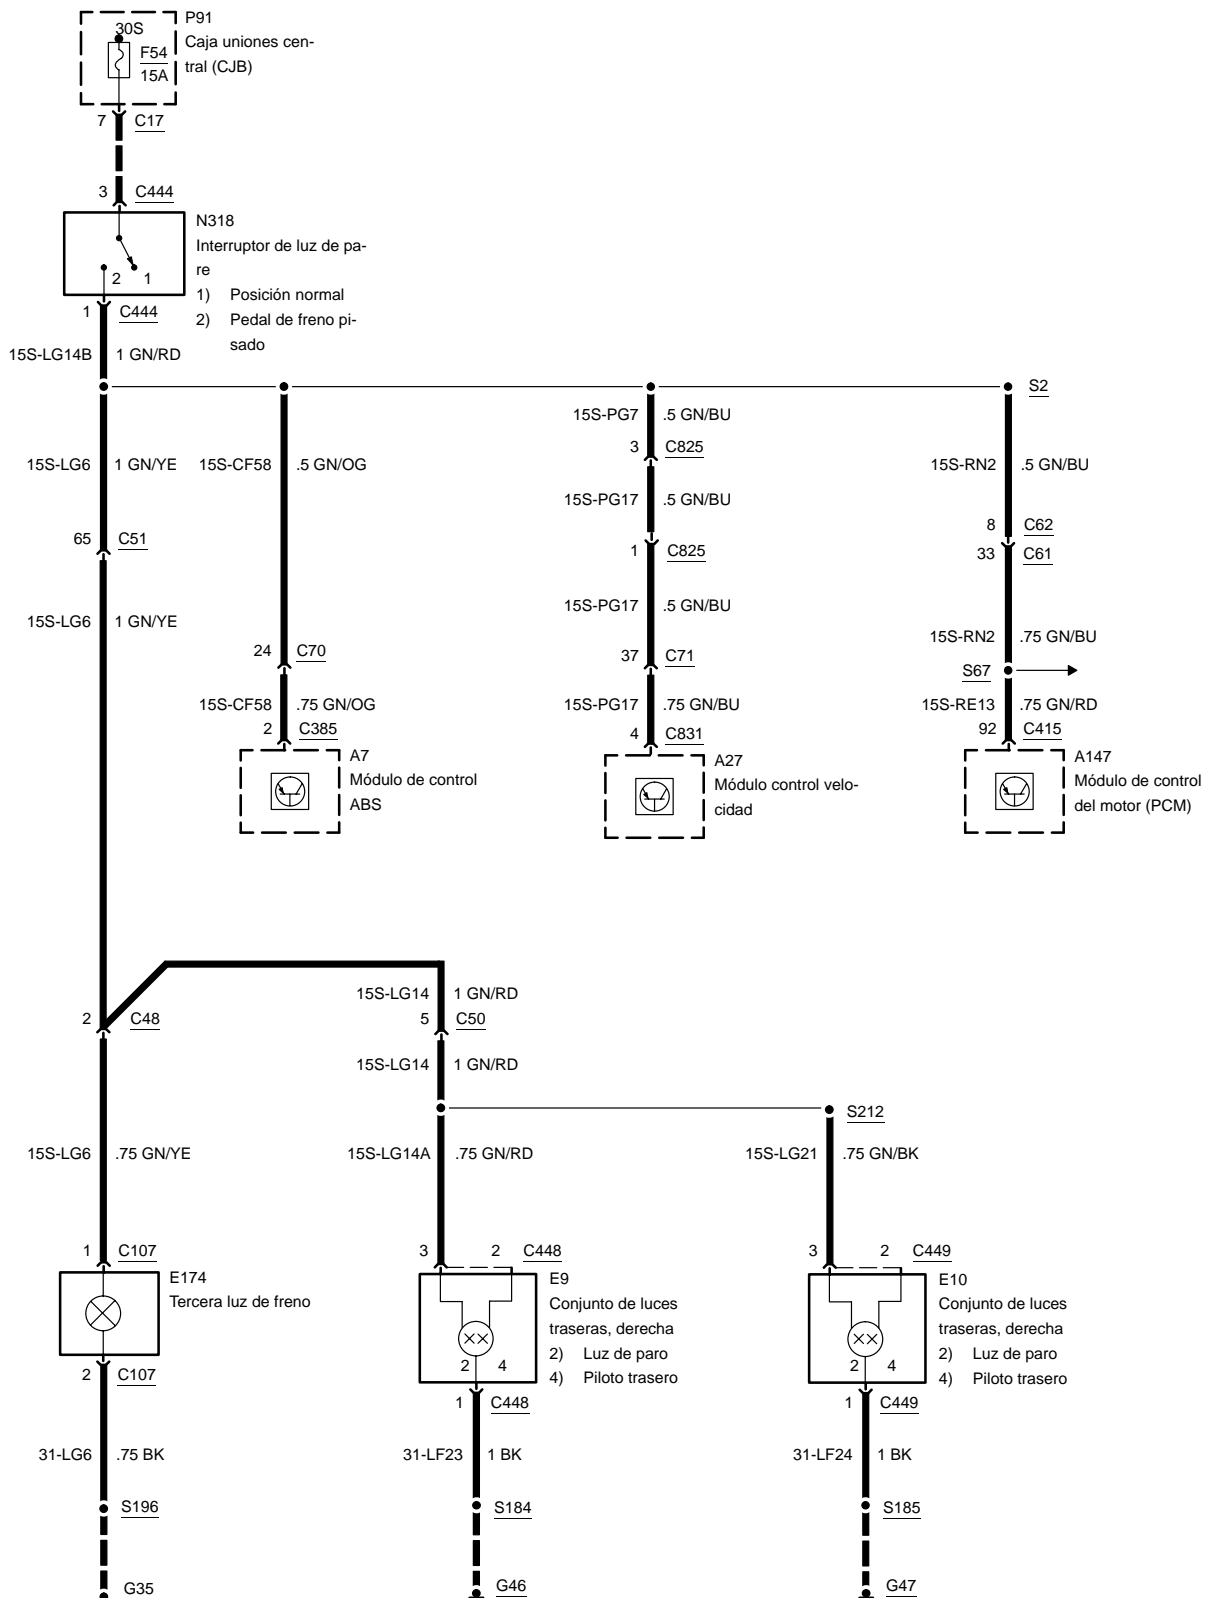 P91
30S
Caja uniones cen-
tral (CJB)
F54
15A
7 C17
3 C444
N318
Interruptor de luz de pa-
re
1) Posición normal
2) Pedal de freno pi-
sado
2 1
1 C444
15S-LG14B 1 GN/RD
S2
15S-PG7 .5 GN/BU
3 C825
15S-LG6 1 GN/YE
15S-CF58 .5 GN/OG
15S-RN2 .5 GN/BU
15S-PG17 .5 GN/BU
8 C62
65 C51
1 C825
33 C61
15S-PG17 .5 GN/BU
15S-LG6 1 GN/YE
15S-RN2 .75 GN/BU
24 C70
37 C71
S67
15S-CF58 .75 GN/OG
15S-PG17 .75 GN/BU
15S-RE13 .75 GN/RD
2 C385
4 C831
92 C415
A7
Módulo de control
ABS
A27
Módulo control velo-
cidad
A147
Módulo de control
del motor (PCM)
15S-LG14 1 GN/RD
2 C48
5 C50
15S-LG14 1 GN/RD
S212
15S-LG6 .75 GN/YE
15S-LG14A .75 GN/RD
15S-LG21 .75 GN/BK
1 C107
3 2 C448
3 2 C449
E174
Tercera luz de freno
E9
Conjunto de luces
traseras, derecha
2) Luz de paro
4) Piloto trasero
2 4
E10
Conjunto de luces
traseras, derecha
2) Luz de paro
4) Piloto trasero
2 4
2 C107
1 C448
1 C449
31-LG6 .75 BK
31-LF23 1 BK
31-LF24 1 BK
S196
S184
S185
G35
G46
G47